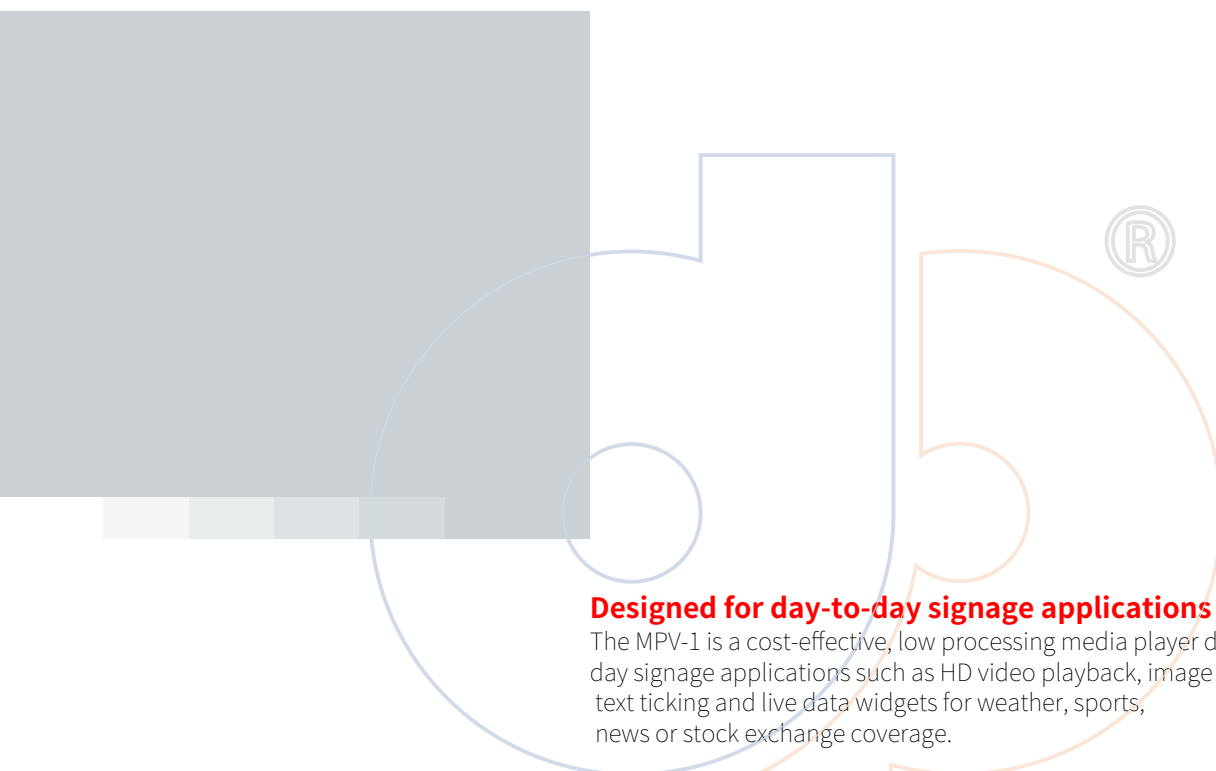 ®
Designed for day-to-day signage applications
The MPV-1 is a cost-effective, low processing media player
day signage applications such as HD video playback, image
text ticking and live data widgets for weather, sports,
news or stock exchange coverage.